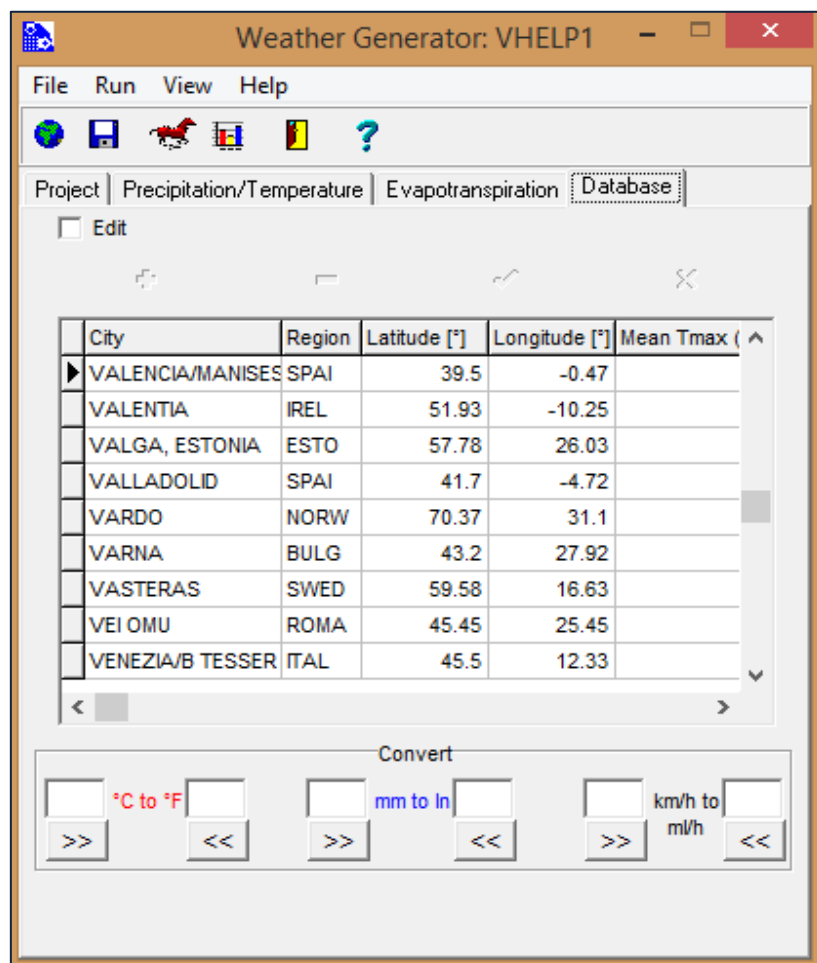 Weather Generator: VHELP1
File Run View Help
Project Precipitation/Temperature Evapotranspiration Database
Edit
City Region Latitude [°] Longitude [°] Mean Tmax (
VALENCIA/MANISES SPAI 39.5 -0.47
VALENTIA IREL 51.93 -10.25
VALGA, ESTONIA ESTO 57.78 26.03
VALLADOLID SPAI 41.7 -4.72
VARDO NORW 70.37 31.1
VARNA BULG 43.2 27.92
VASTERAS SWED 59.58 16.63
VEI OMU ROMA 45.45 25.45
VENEZIA/B TESSER ITAL 45.5 12.33
Convert
°C to °F mm to In km/h to
ml/h
>> << >> << >> <<